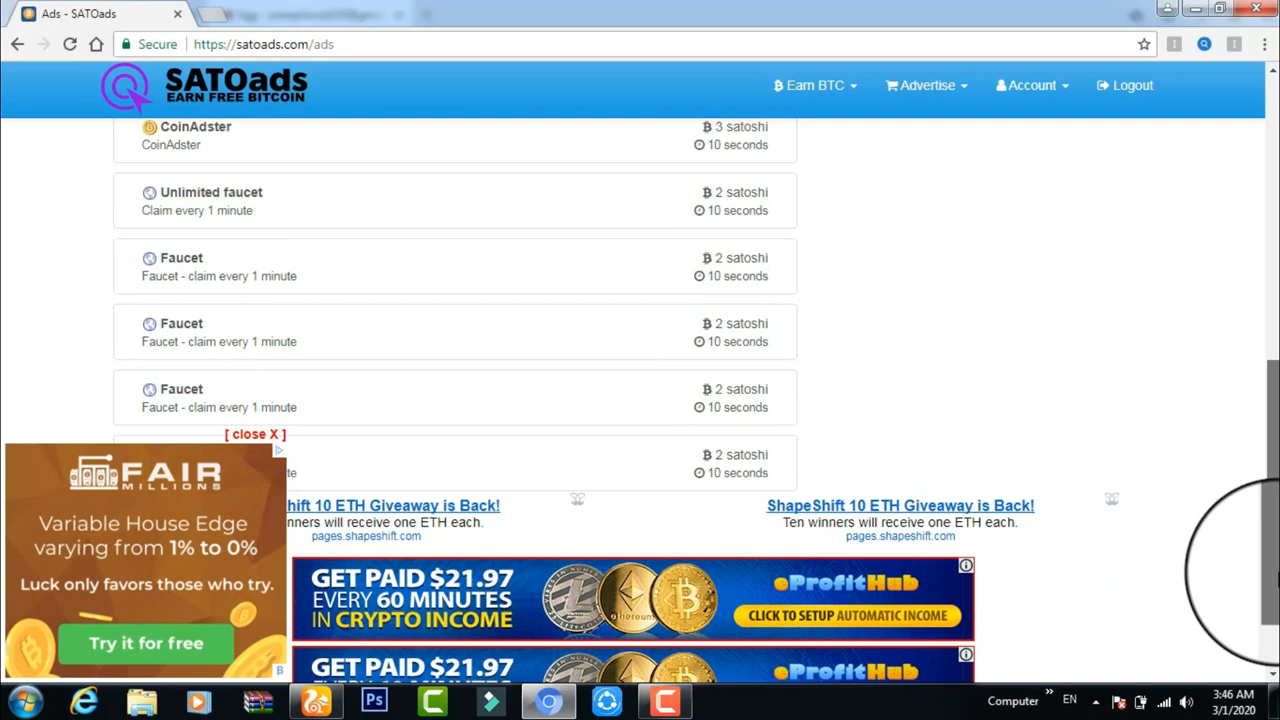 Ads - SATOads
Secure https://satoads.com/ads
SATOads
EARN FREE BITCOIN
Earn BTC
Advertise
Account
Logout
CoinAdster
3 satoshi
CoinAdster
10 seconds
Unlimited faucet
2 satoshi
Claim every 1 minute
10 seconds
Faucet
2 satoshi
Faucet - claim every 1 minute
10 seconds
Faucet
2 satoshi
Faucet - claim every 1 minute
10 seconds
Faucet
2 satoshi
Faucet - claim every 1 minute
10 seconds
2 satoshi
te
10 seconds
[ close X ]
FAIR
MILLIONS
Variable House Edge
varying from 1% to 0%
Luck only favors those who try.
Try it for free
hift 10 ETH Giveaway is Back!
nners will receive one ETH each.
pages.shapeshift.com
ShapeShift 10 ETH Giveaway is Back!
Ten winners will receive one ETH each.
pages.shapeshift.com
GET PAID $21.97
EVERY 60 MINUTES
IN CRYPTO INCOME
eProfitHub
CLICK TO SETUP AUTOMATIC INCOME
GET PAID $21.97
eProfitHub
Ps
Computer
EN
3:46 AM
3/1/2020